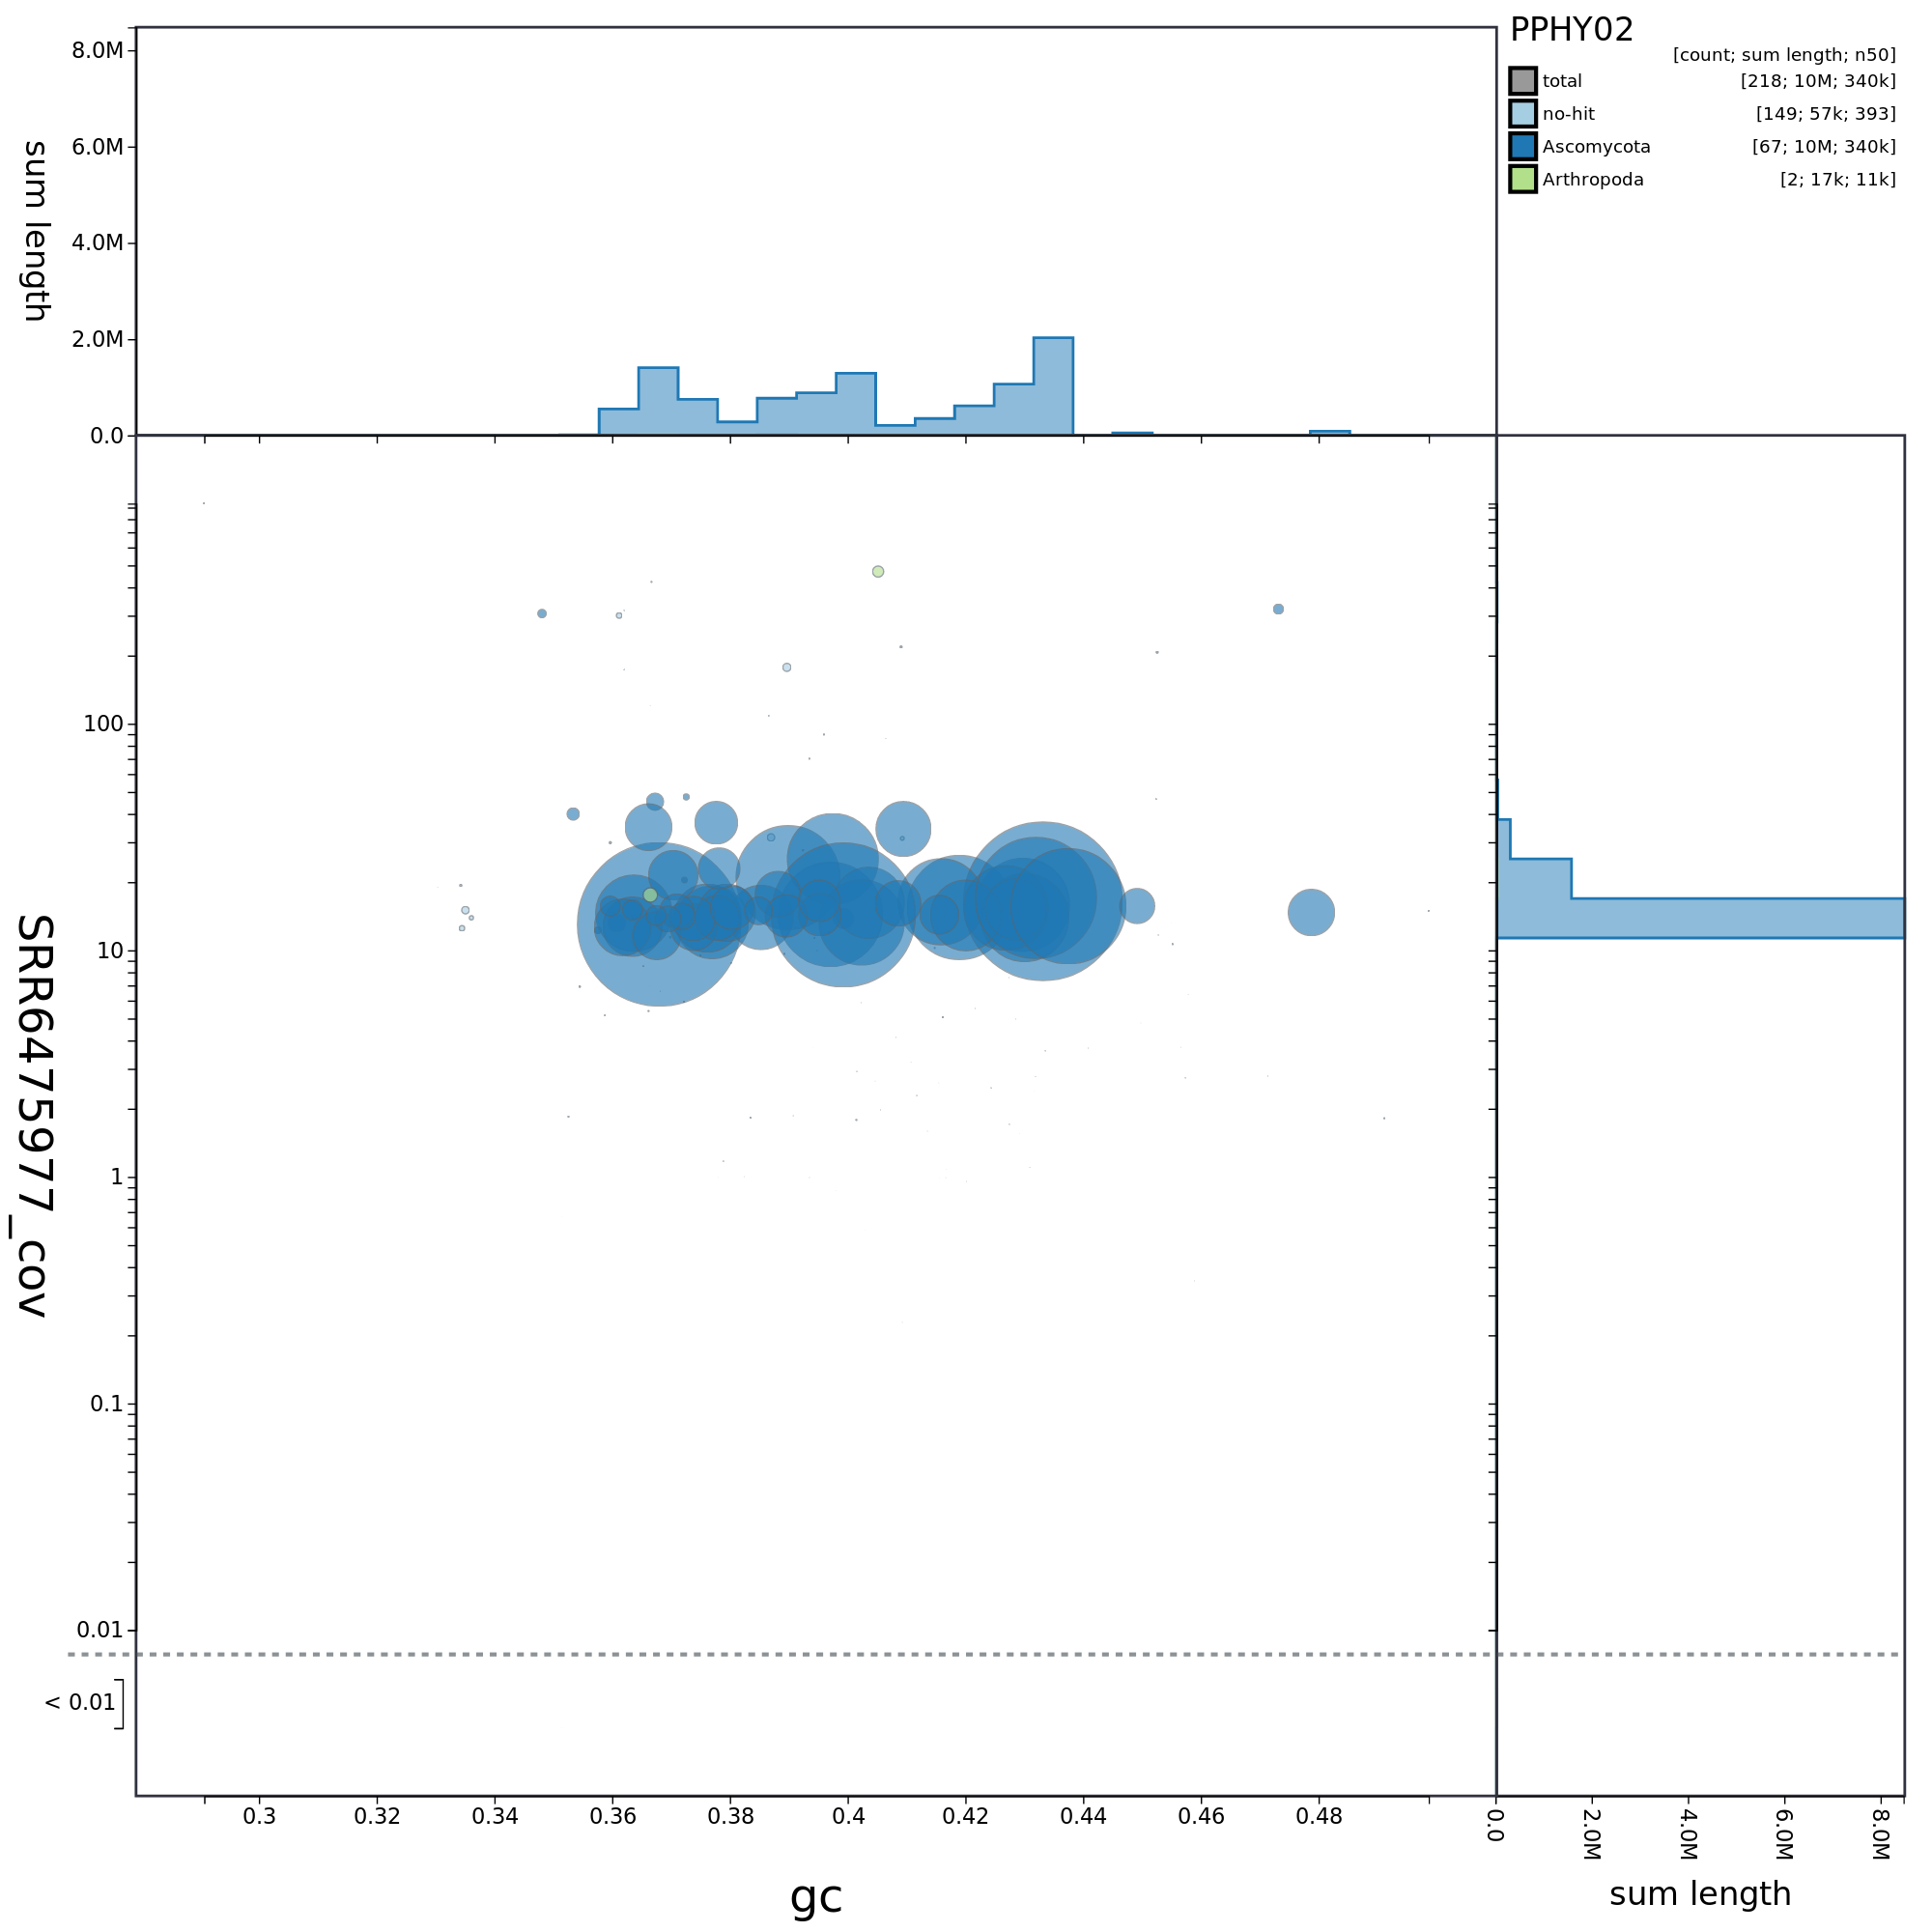 PPHY02
[count; sum length; n50]
total [218; 10M; 340k]
no-hit [149; 57k; 393]
Ascomycota [67; 10M; 340k]
Arthropoda [2; 17k; 11k]
sum length
8.0M
6.0M
4.0M
2.0M
0.0
SRR6475977_cov
100
10
1
0.1
0.01
< 0.01
0.3 0.32 0.34 0.36 0.38 0.4 0.42 0.44 0.46 0.48
gc
0.0 2.0M 4.0M 6.0M 8.0M
sum length